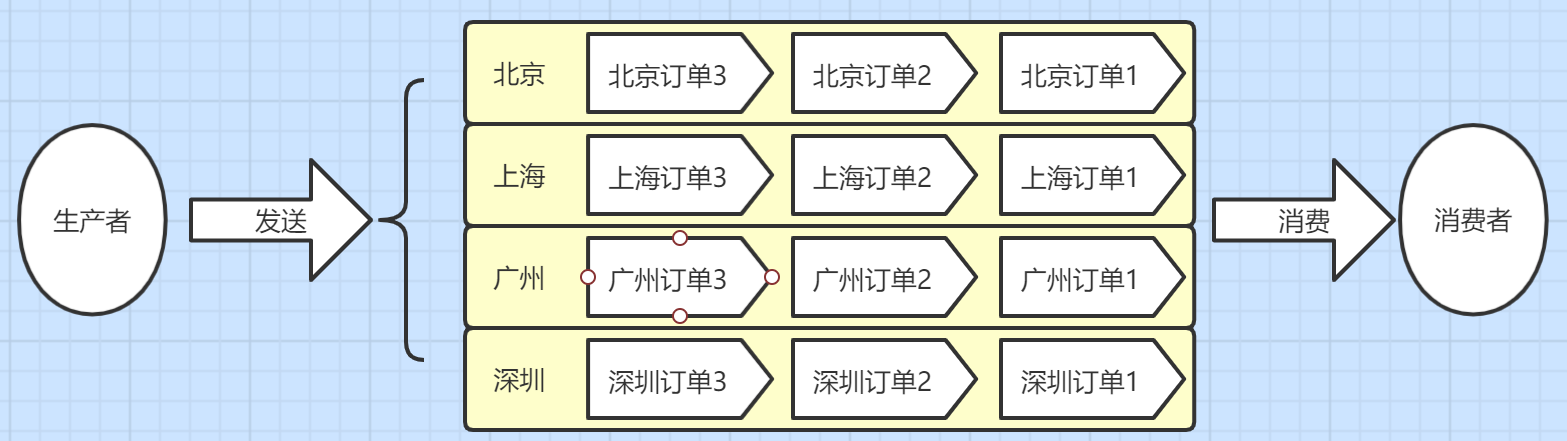 生产者
发送
北京
北京订单3
北京订单2
北京订单1
上海
上海订单3
上海订单2
上海订单1
广州
广州订单3
广州订单2
广州订单1
深圳
深圳订单3
深圳订单2
深圳订单1
消费
消费者